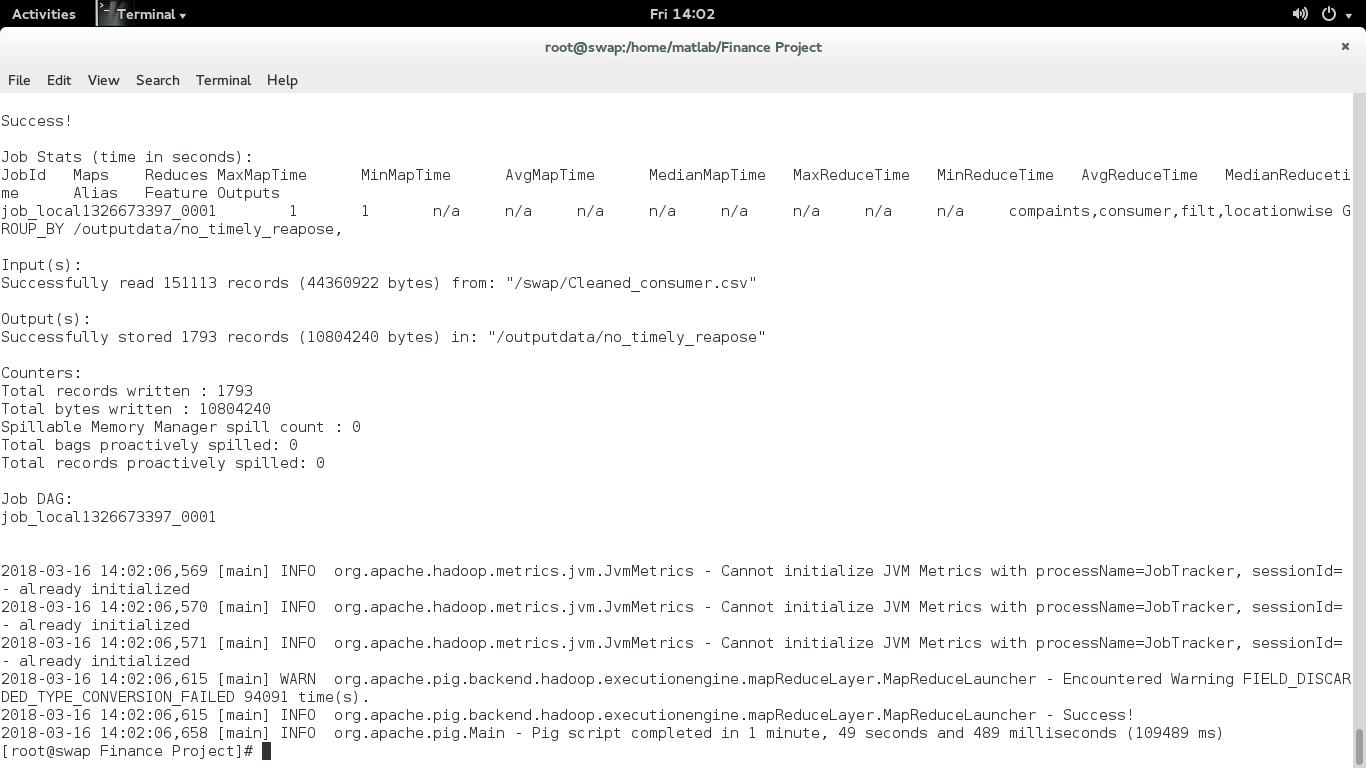 Activities Terminal Fri 14:02
root@swap:/home/matlab/Finance Project ×
File Edit View Search Terminal Help
Success!
Job Stats (time in seconds):
JobId Maps Reduces MaxMapTime MinMapTime AvgMapTime MedianMapTime MaxReduceTime MinReduceTime AvgReduceTime MedianReduceti
me Alias Feature Outputs
job_local1326673397_0001 1 1 n/a n/a n/a n/a n/a n/a n/a n/a compaints,consumer,filt,locationwise G
ROUP_BY /outputdata/no_timely_reapose,
Input(s):
Successfully read 151113 records (44360922 bytes) from: "/swap/Cleaned_consumer.csv"
Output(s):
Successfully stored 1793 records (10804240 bytes) in: "/outputdata/no_timely_reapose"
Counters:
Total records written : 1793
Total bytes written : 10804240
Spillable Memory Manager spill count : 0
Total bags proactively spilled: 0
Total records proactively spilled: 0
Job DAG:
job_local1326673397_0001
2018-03-16 14:02:06,569 [main] INFO  org.apache.hadoop.metrics.jvm.JvmMetrics - Cannot initialize JVM Metrics with processName=JobTracker, sessionId=
- already initialized
2018-03-16 14:02:06,570 [main] INFO  org.apache.hadoop.metrics.jvm.JvmMetrics - Cannot initialize JVM Metrics with processName=JobTracker, sessionId=
- already initialized
2018-03-16 14:02:06,571 [main] INFO  org.apache.hadoop.metrics.jvm.JvmMetrics - Cannot initialize JVM Metrics with processName=JobTracker, sessionId=
- already initialized
2018-03-16 14:02:06,615 [main] WARN  org.apache.pig.backend.hadoop.executionengine.mapReduceLayer.MapReduceLauncher - Encountered Warning FIELD_DISCAR
DED_TYPE_CONVERSION_FAILED 94091 time(s).
2018-03-16 14:02:06,615 [main] INFO  org.apache.pig.backend.hadoop.executionengine.mapReduceLayer.MapReduceLauncher - Success!
2018-03-16 14:02:06,658 [main] INFO  org.apache.pig.Main - Pig script completed in 1 minute, 49 seconds and 489 milliseconds (109489 ms)
[root@swap Finance Project]#